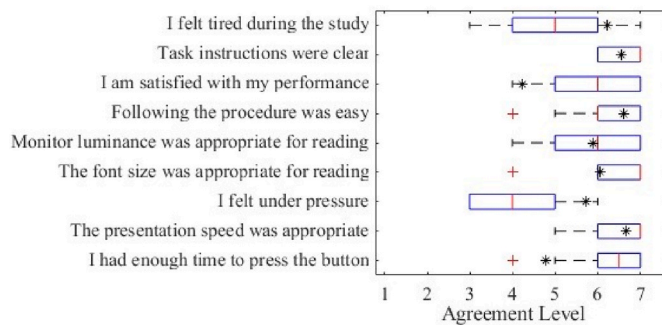 I felt tired during the study
Task instructions were clear
I am satisfied with my performance
Following the procedure was easy
Monitor luminance was appropriate for reading
The font size was appropriate for reading
I felt under pressure
The presentation speed was appropriate
I had enough time to press the button
1 2 3 4 5 6 7
Agreement Level